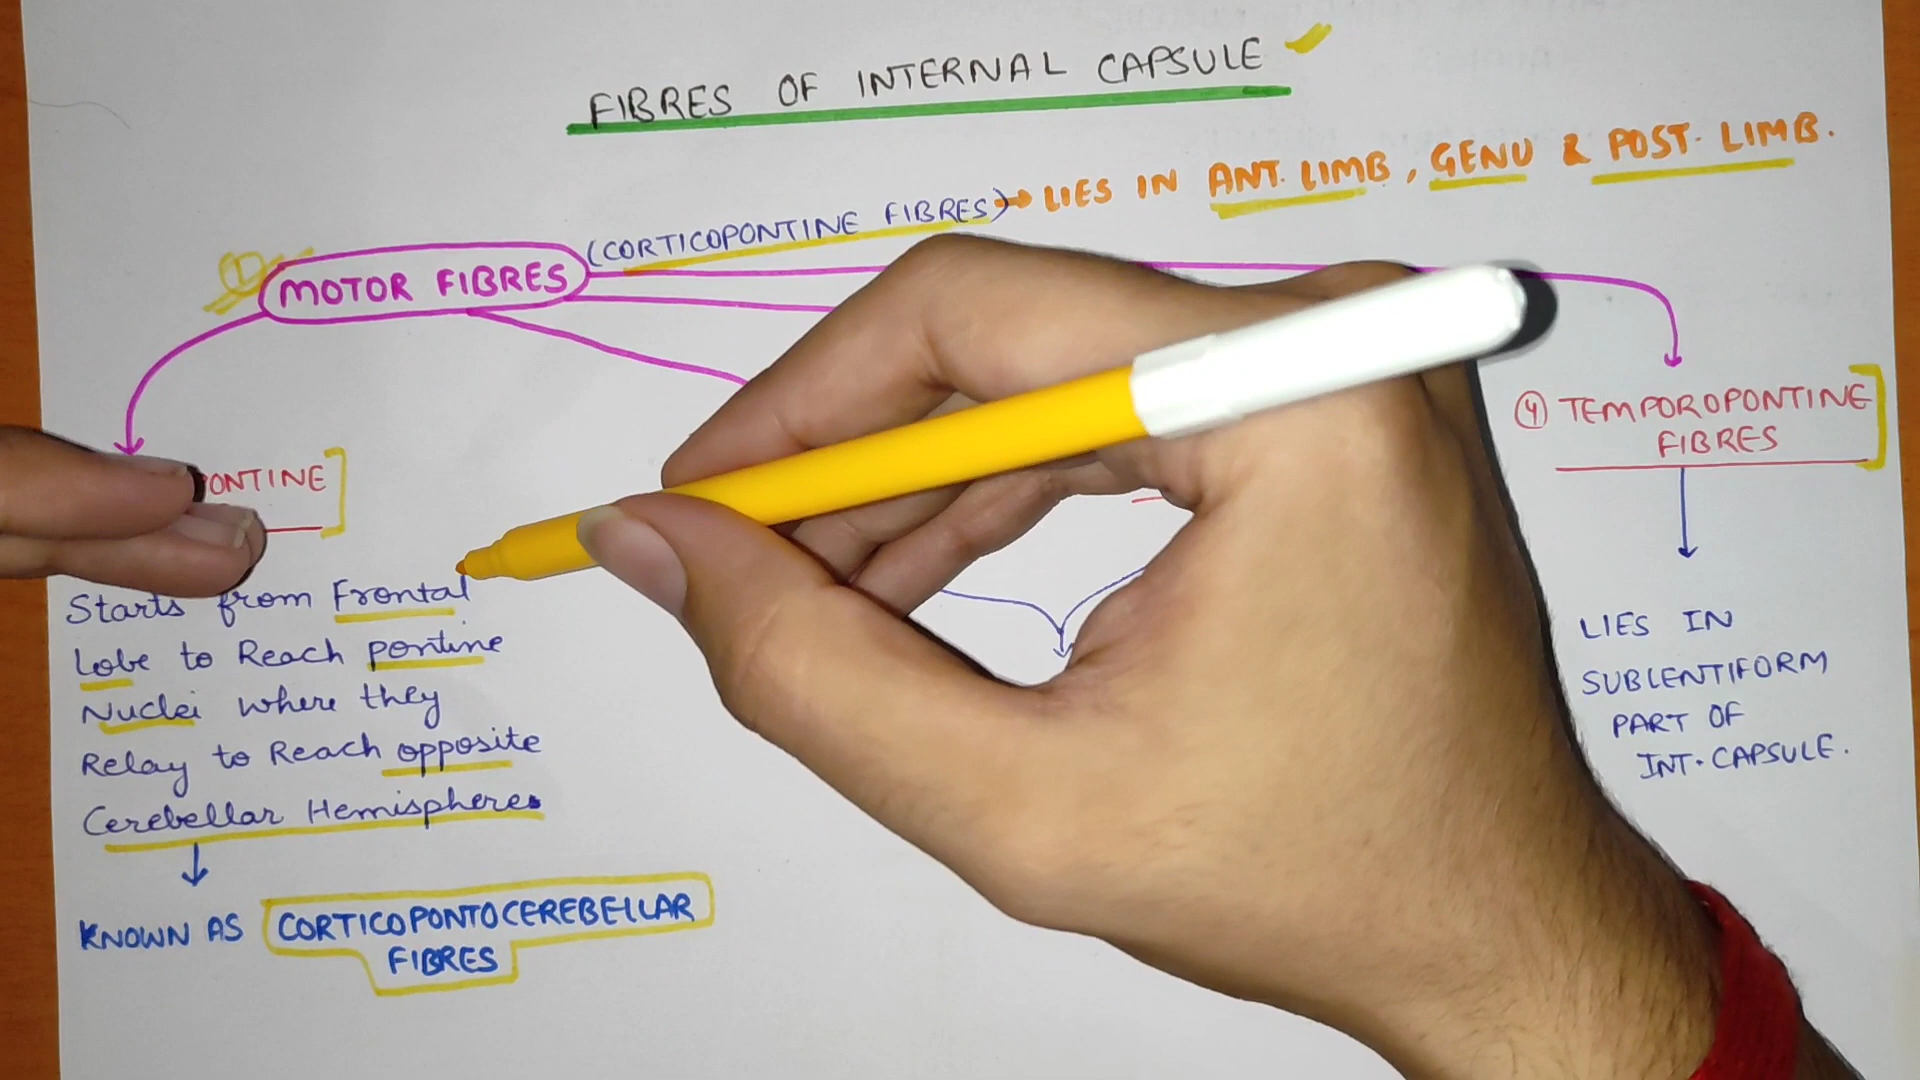 FIBRES OF INTERNAL CAPSULE
(CORTICOPONTINE FIBRES)→ LIES IN ANT. LIMB, GENU & POST. LIMB.
① MOTOR FIBRES
ONTINE
Starts from Frontal
Lobe to Reach pontine
Nuclei where they
Relay to Reach opposite
Cerebellar Hemisphere.
KNOWN AS CORTICOPONTOCEREBELLAR
FIBRES
④ TEMPOROPONTINE
FIBRES
LIES IN
SUBLENTIFORM
PART OF
INT. CAPSULE.